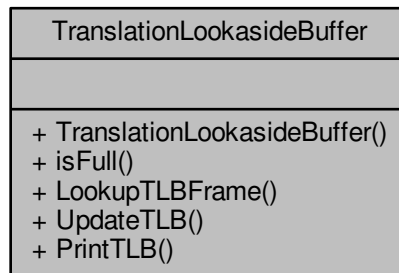 TranslationLookasideBuffer
+ TranslationLookasideBuffer()
+ isFull()
+ LookupTLBFrame()
+ UpdateTLB()
+ PrintTLB()